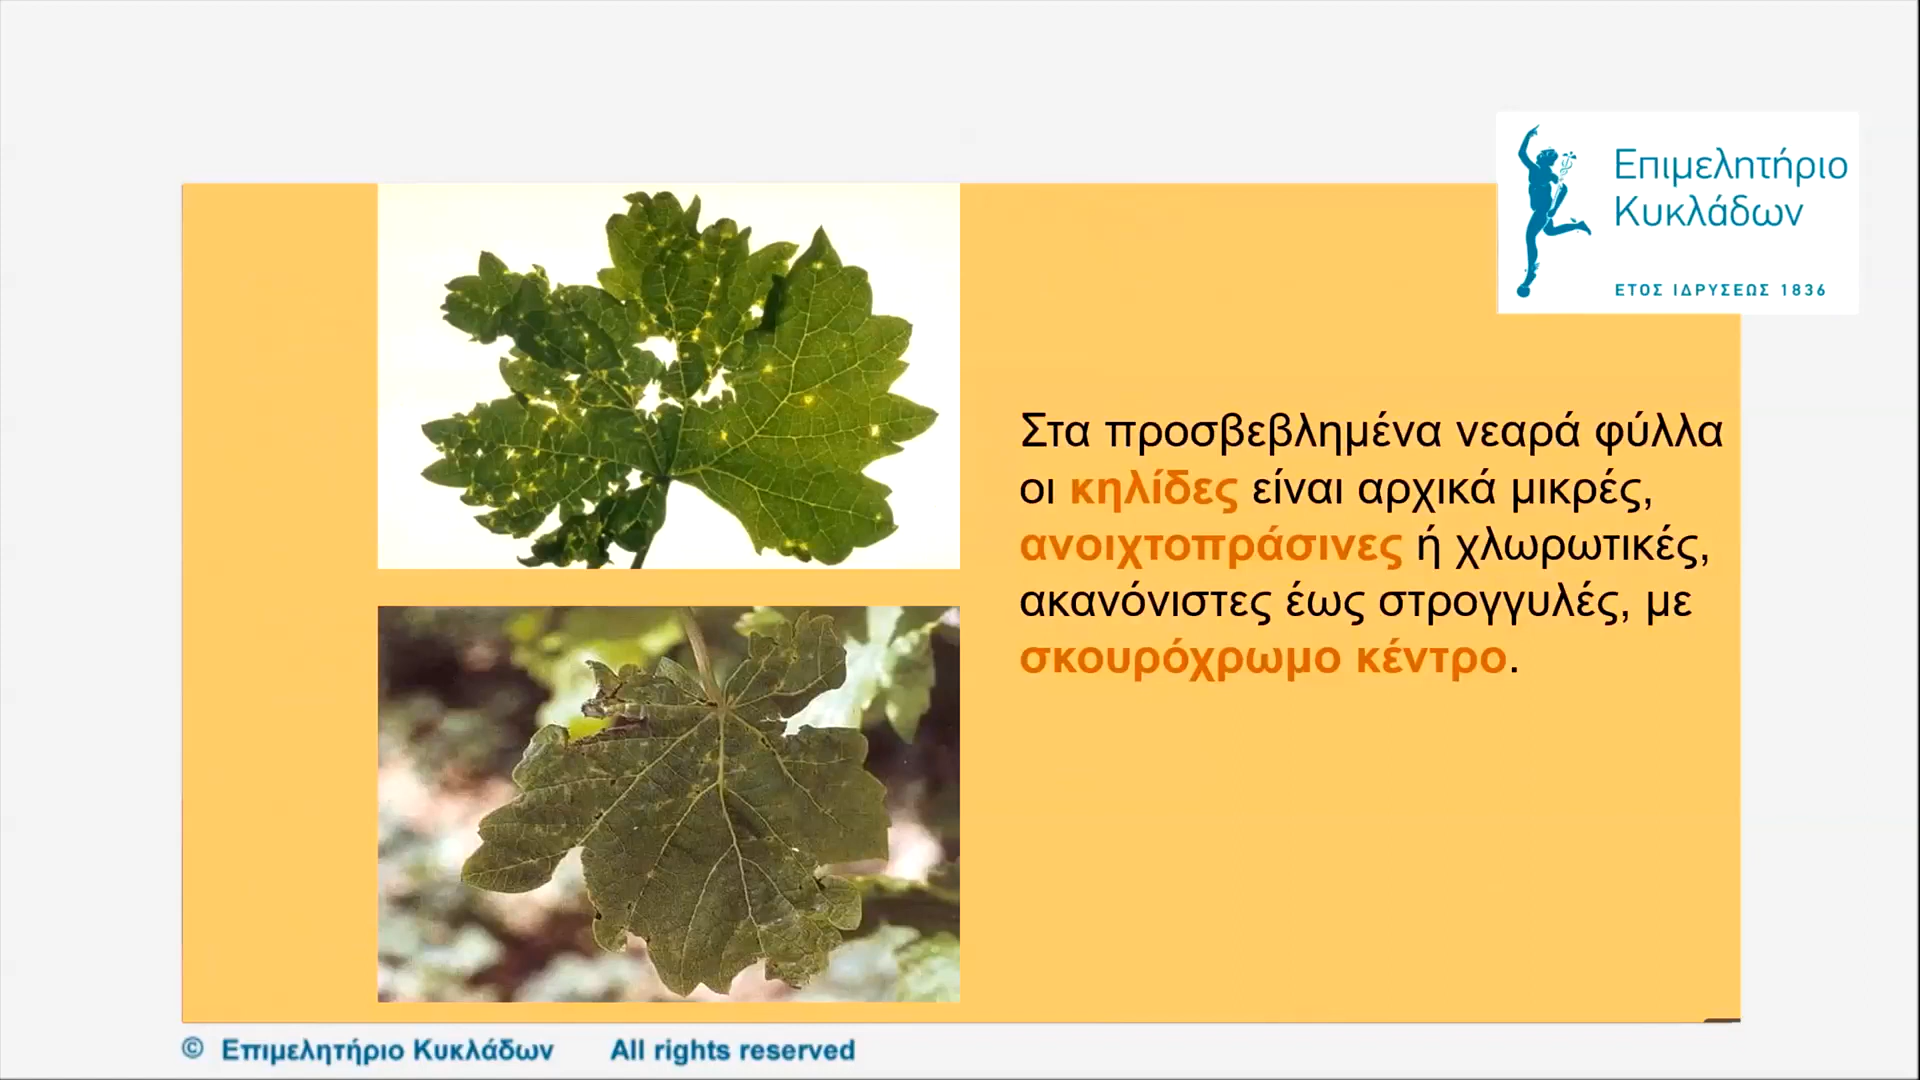 Επιμελητήριο
Κυκλάδων
ΕΤΟΣ ΙΔΡΥΣΕΩΣ 1836
Στα προσβεβλημένα νεαρά φύλλα
οι κηλίδες είναι αρχικά μικρές,
ανοιχτοπράσινες ή χλωρωτικές,
ακανόνιστες έως στρογγυλές, με
σκουρόχρωμο κέντρο.
© Επιμελητήριο Κυκλάδων All rights reserved